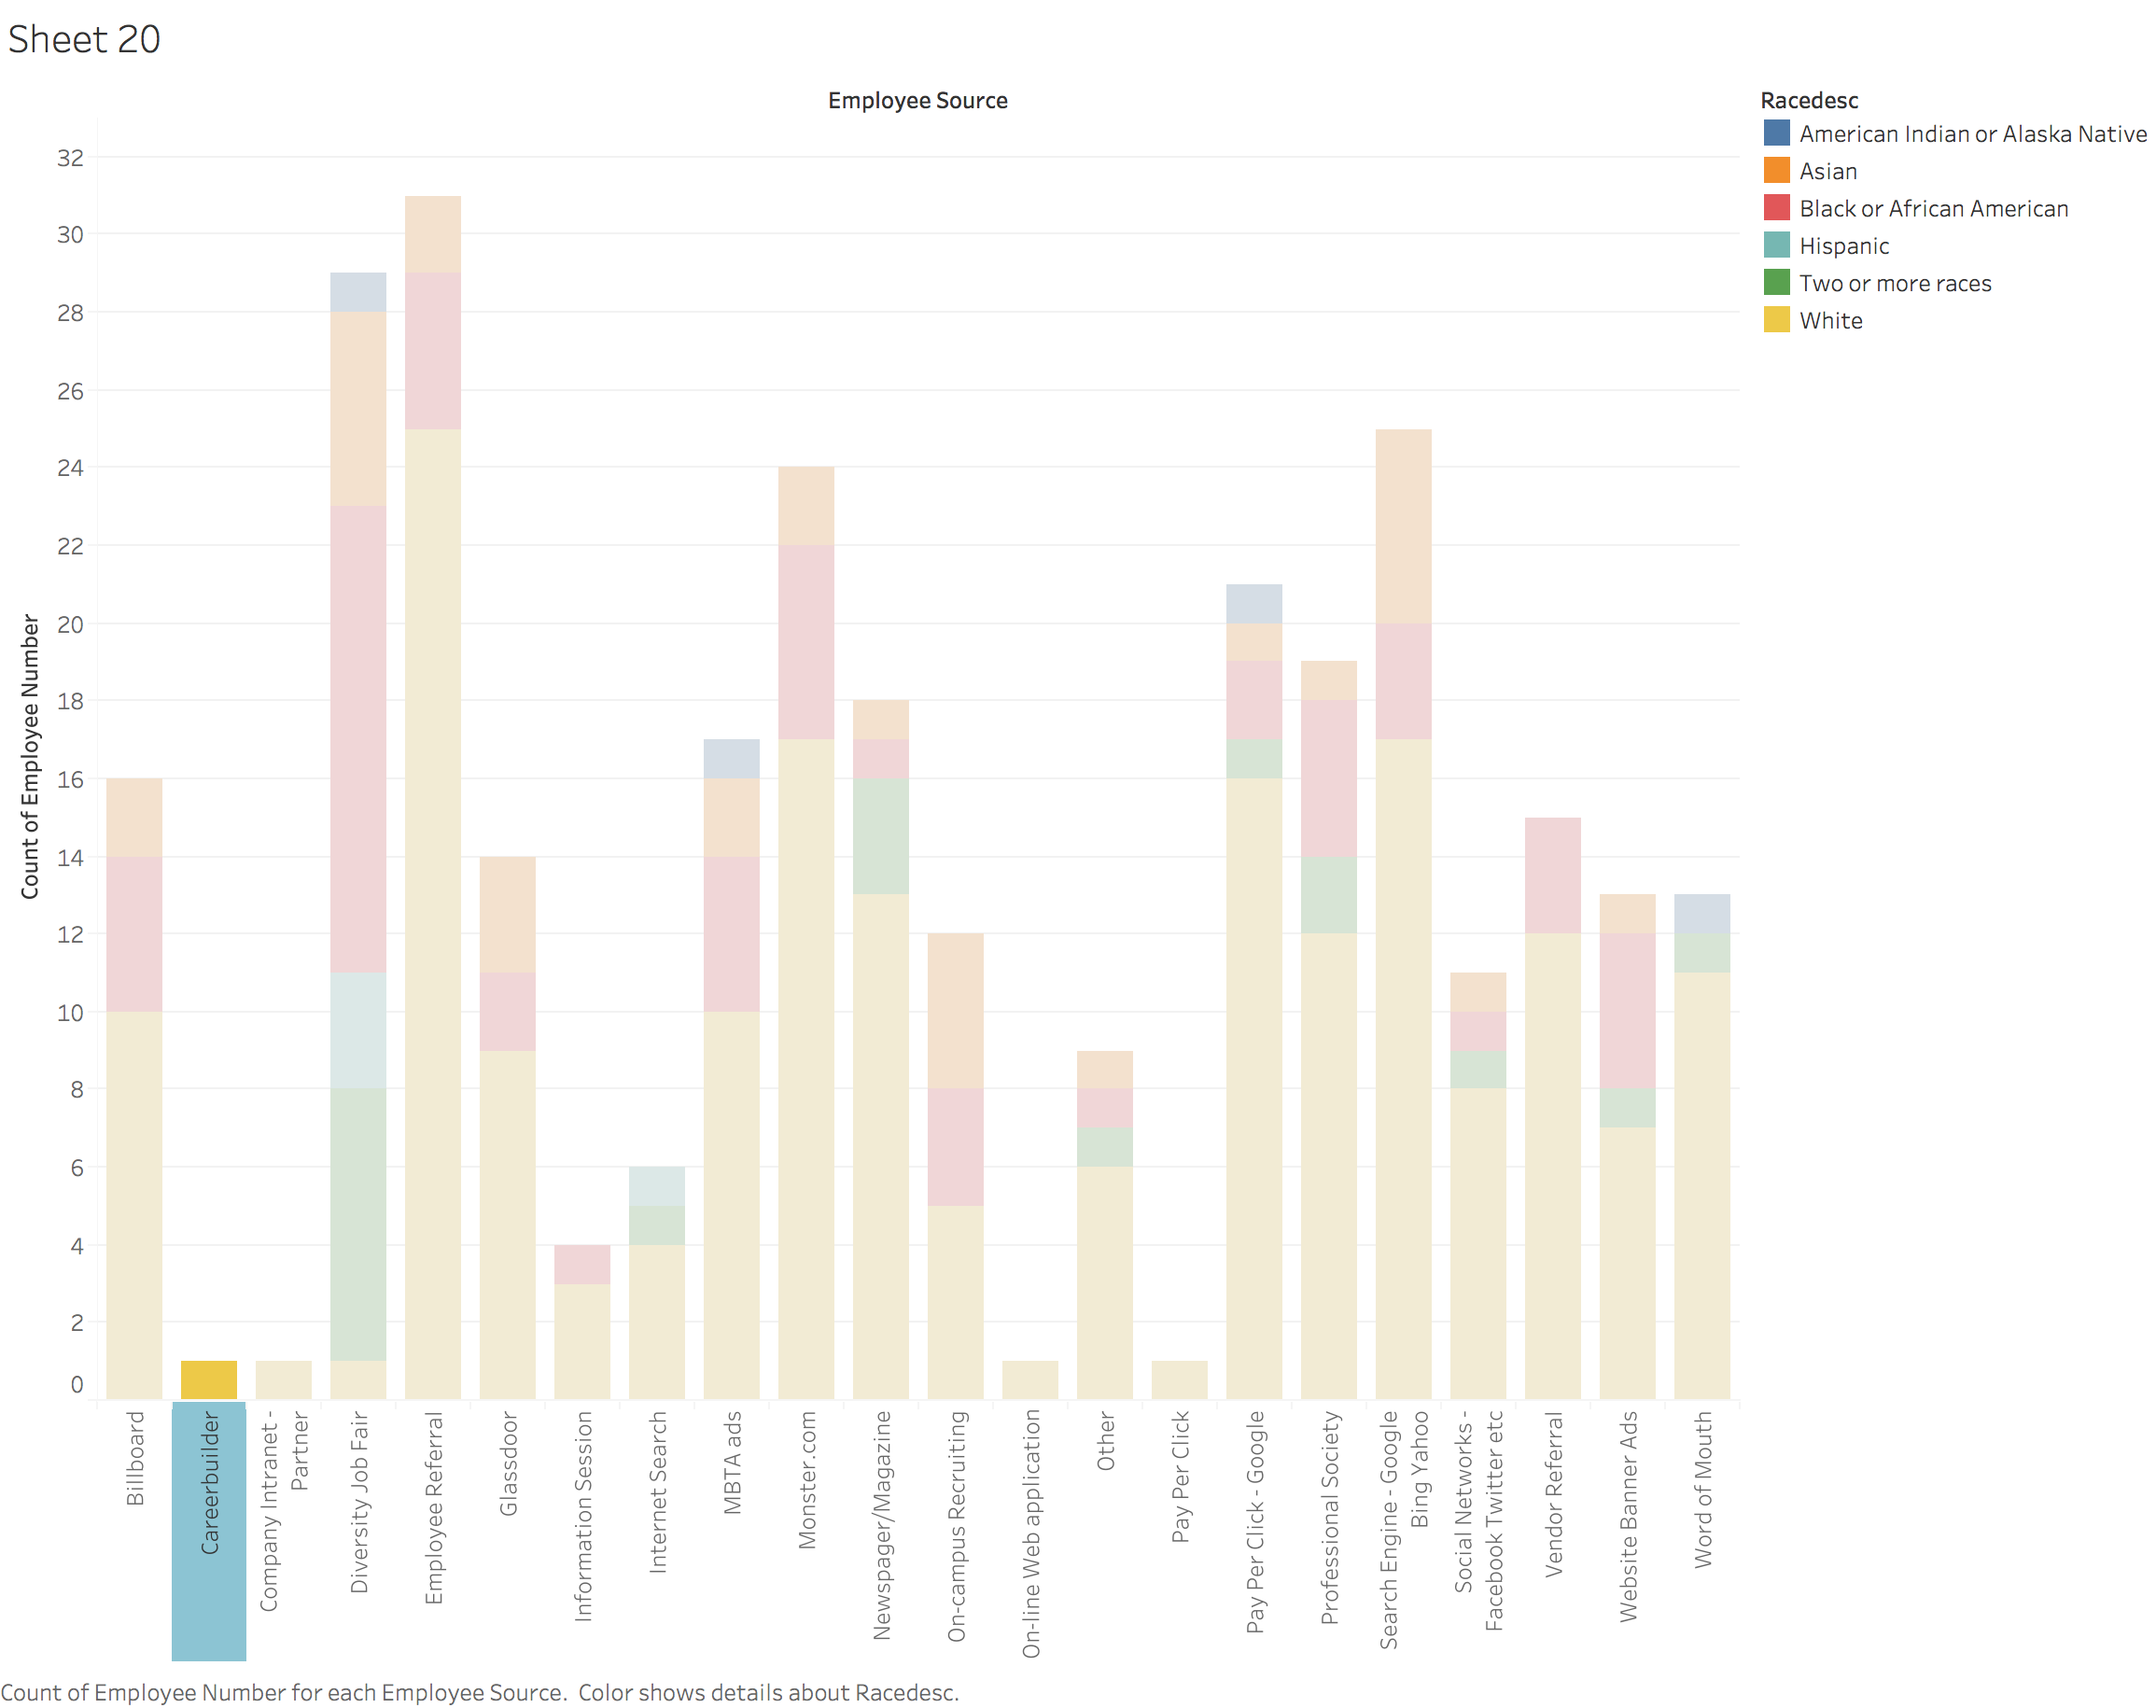 Sheet 20
Employee Source
Racedesc
American Indian or Alaska Native
Asian
Black or African American
Hispanic
Two or more races
White
Count of Employee Number
32
30
28
26
24
22
20
18
16
14
12
10
8
6
4
2
0
Billboard
Careerbuilder
Company Intranet -
Partner
Diversity Job Fair
Employee Referral
Glassdoor
Information Session
Internet Search
MBTA ads
Monster.com
Newspager/Magazine
On-campus Recruiting
On-line Web application
Other
Pay Per Click
Pay Per Click - Google
Professional Society
Search Engine - Google
Bing Yahoo
Social Networks -
Facebook Twitter etc
Vendor Referral
Website Banner Ads
Word of Mouth
Count of Employee Number for each Employee Source.  Color shows details about Racedesc.